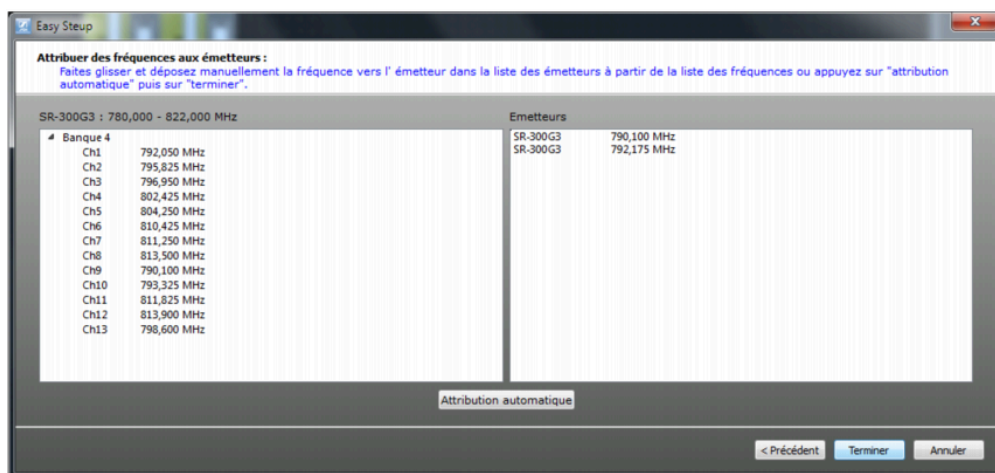 Easy Steup
Attribuer des fréquences aux émetteurs :
Faites glisser et déposez manuellement la fréquence vers l' émetteur dans la liste des émetteurs à partir de la liste des fréquences ou appuyez sur "attribution
automatique" puis sur "terminer".
SR-300G3 : 780,000 - 822,000 MHz
Banque 4
Ch1 792,050 MHz
Ch2 795,825 MHz
Ch3 796,950 MHz
Ch4 802,425 MHz
Ch5 804,250 MHz
Ch6 810,425 MHz
Ch7 811,250 MHz
Ch8 813,500 MHz
Ch9 790,100 MHz
Ch10 793,325 MHz
Ch11 811,825 MHz
Ch12 813,900 MHz
Ch13 798,600 MHz
Emetteurs
SR-300G3 790,100 MHz
SR-300G3 792,175 MHz
Attribution automatique
< Précédent Terminer Annuler